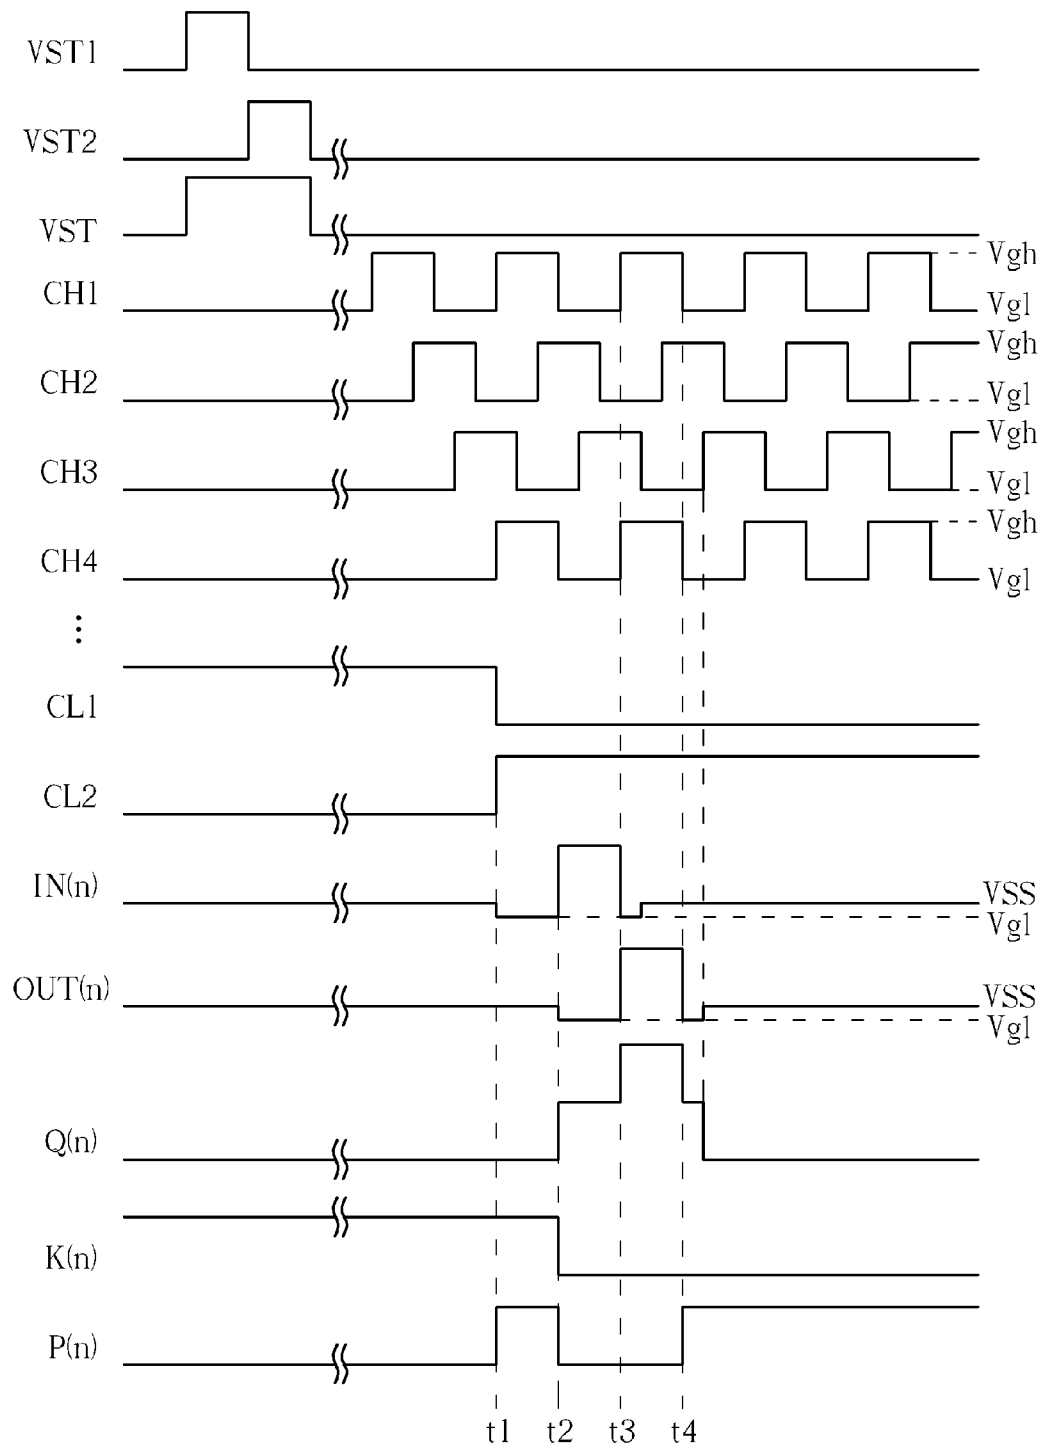 VST1
VST2
VST
CH1
Vgh
Vgl
CH2
Vgh
Vgl
CH3
Vgh
Vgl
CH4
Vgh
Vgl
⋮
CL1
CL2
IN(n)
VSS
Vgl
OUT(n)
VSS
Vgl
Q(n)
K(n)
P(n)
t1 t2 t3 t4